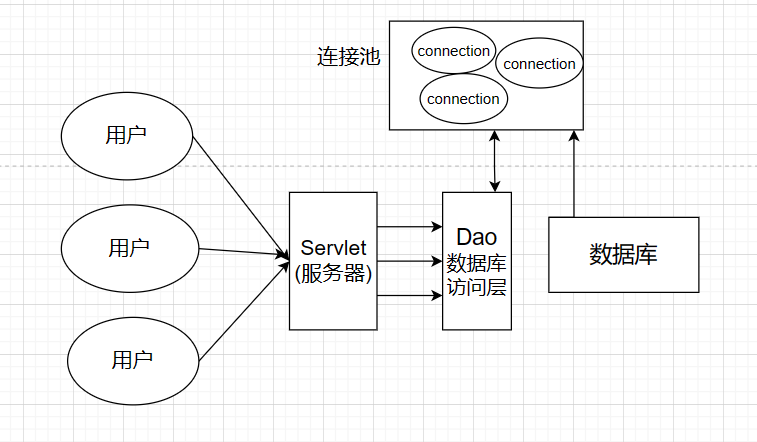 连接池
connection
connection
connection
用户
用户
用户
Servlet
(服务器)
Dao
数据库
访问层
数据库